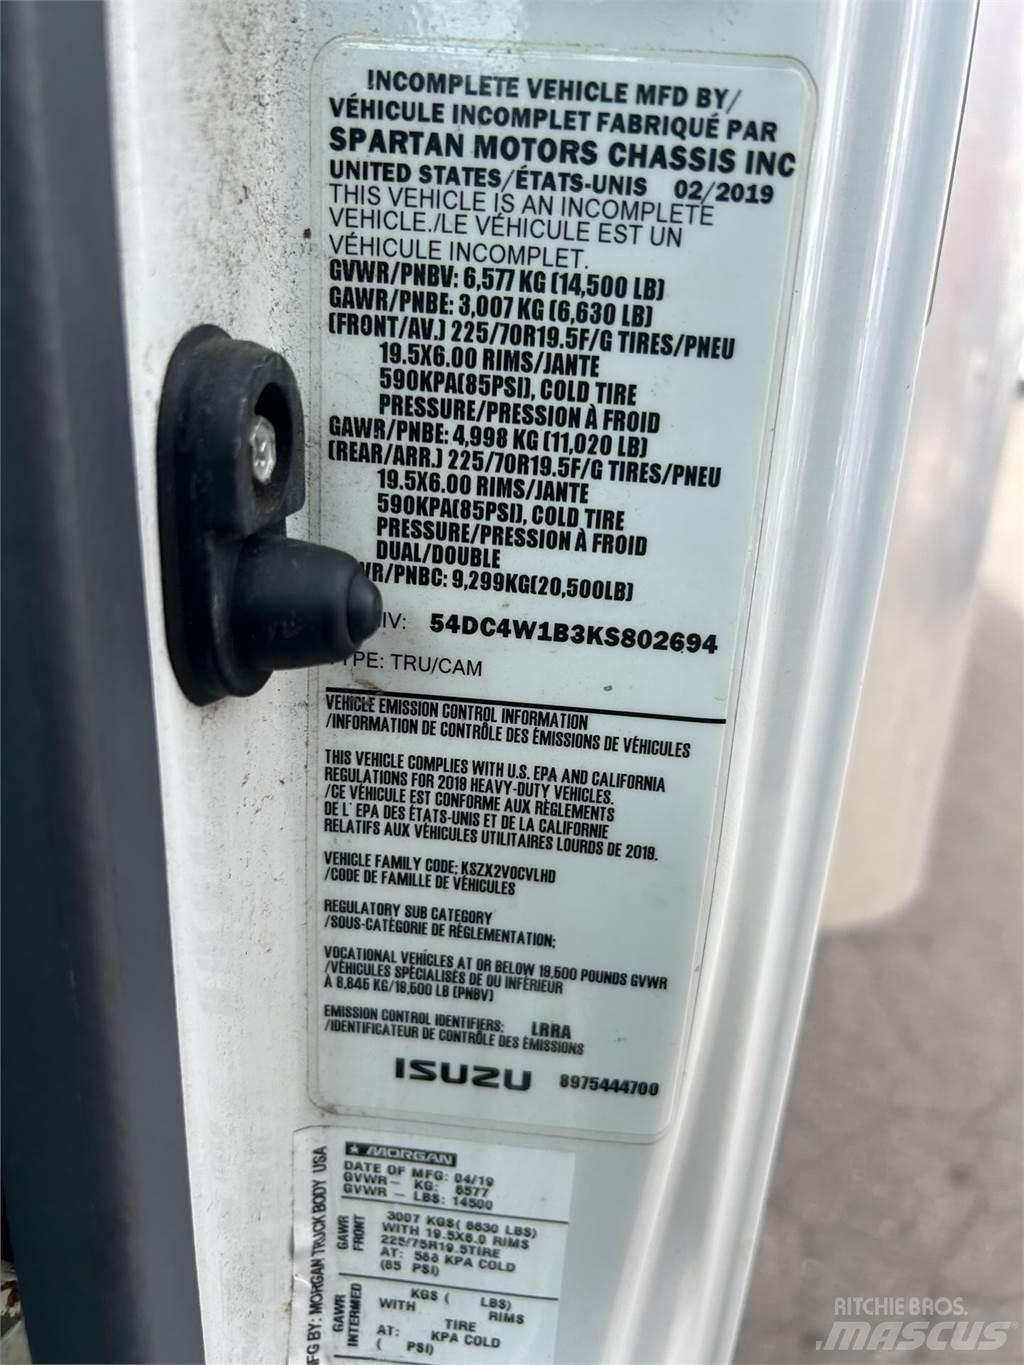 INCOMPLETE VEHICLE MFD BY/
VÉHICULE INCOMPLET FABRIQUÉ PAR
SPARTAN MOTORS CHASSIS INC
UNITED STATES/ÉTATS-UNIS 02/2019
THIS VEHICLE IS AN INCOMPLETE
VEHICLE./LE VÉHICULE EST UN
VÉHICULE INCOMPLET.
GVWR/PNBV: 6,577 KG (14,500 LB)
GAWR/PNBE: 3,007 KG (6,630 LB)
(FRONT/AV.) 225/70R19.5F/G TIRES/PNEU
19.5X6.00 RIMS/JANTE
590KPA(85PSI), COLD TIRE
PRESSURE/PRESSION À FROID
GAWR/PNBE: 4,998 KG (11,020 LB)
(REAR/ARR.) 225/70R19.5F/G TIRES/PNEU
19.5X6.00 RIMS/JANTE
590KPA(85PSI), COLD TIRE
PRESSURE/PRESSION À FROID
DUAL/DOUBLE
WR/PNBC: 9,299KG(20,500LB)
IV: 54DC4W1B3KS802694
TYPE: TRU/CAM
VEHICLE EMISSION CONTROL INFORMATION
/INFORMATION DE CONTRÔLE DES ÉMISSIONS DE VÉHICULES
THIS VEHICLE COMPLIES WITH U.S. EPA AND CALIFORNIA
REGULATIONS FOR 2019 HEAVY-DUTY VEHICLES.
/CE VÉHICULE EST CONFORME AUX RÈGLEMENTS
DE L' EPA DES ÉTATS-UNIS ET DE LA CALIFORNIE
RELATIFS AUX VÉHICULES UTILITAIRES LOURDS DE 2019.
VEHICLE FAMILY CODE: KSZX2VOCVLHD
/CODE DE FAMILLE DE VÉHICULES
REGULATORY SUB CATEGORY
/SOUS-CATÉGORIE DE RÉGLEMENTATION:
VOCATIONAL VEHICLES AT OR BELOW 19,500 POUNDS GVWR
/VÉHICULES SPÉCIALISÉS DE OU INFÉRIEUR
À 8,845 KG/19,500 LB (PNBV)
EMISSION CONTROL IDENTIFIERS: LRRA
/IDENTIFICATEUR DE CONTRÔLE DES ÉMISSIONS
ISUZU 8975444700
MFG BY: MORGAN TRUCK BODY USA
MORGAN
DATE OF MFG: 04/19
GVWR- KG: 6577
GVWR - LBS: 14500
GAWR FRONT
3007 KGS( 6630 LBS)
WITH 19.5X6.0 RIMS
225/75R19.5TIRE
AT: 588 KPA COLD
(85 PSI)
GAWR INTERMED
KGS ( LBS)
WITH RIMS
TIRE
AT: KPA COLD
( PSI)
RITCHIE BROS.
MASCUS